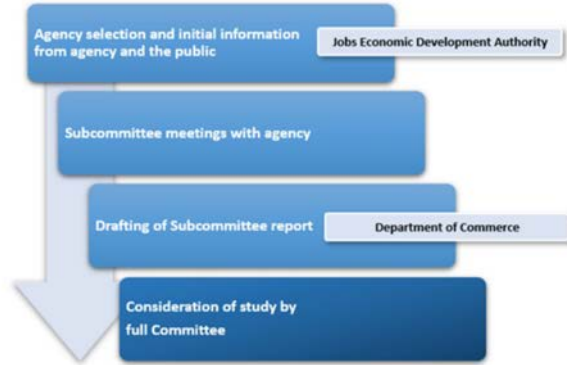 Agency selection and initial information
from agency and the public
Jobs Economic Development Authority
Subcommittee meetings with agency
Drafting of Subcommittee report
Department of Commerce
Consideration of study by
full Committee